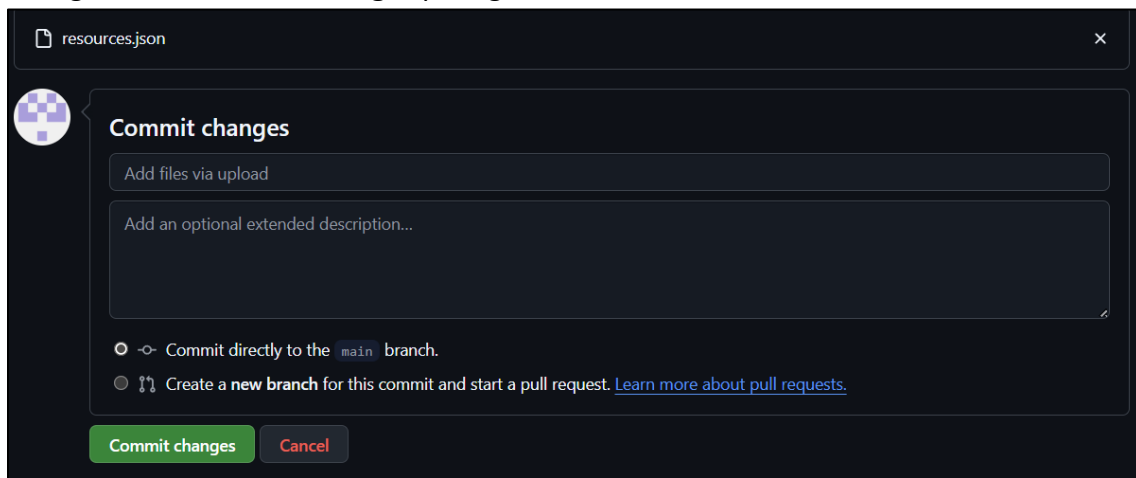 resources.json
Commit changes
Add files via upload
Add an optional extended description...
Commit directly to the main branch.
Create a new branch for this commit and start a pull request. Learn more about pull requests.
Commit changes Cancel